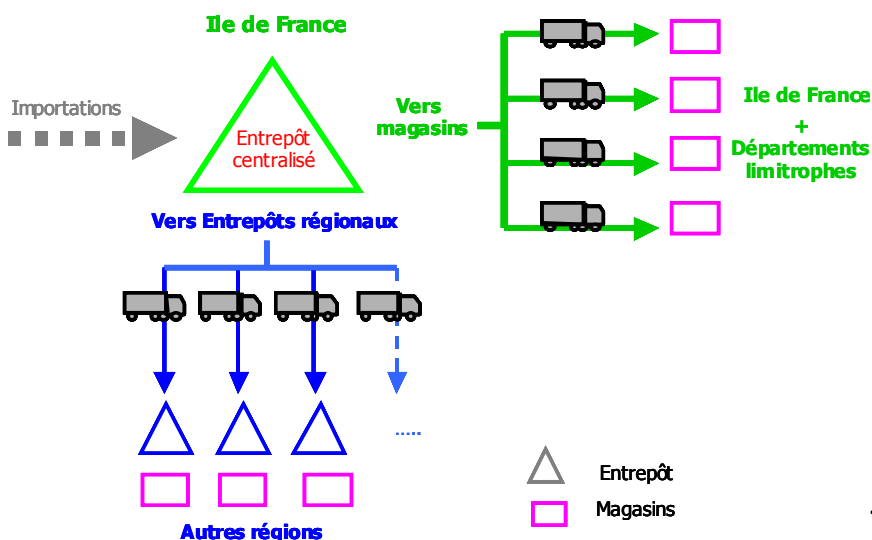 Ile de France
Importations
Entrepôt
centralisé
Vers
magasins
Ile de France
+
Départements
limitrophes
Vers Entrepôts régionaux
.....
Autres régions
Entrepôt
Magasins